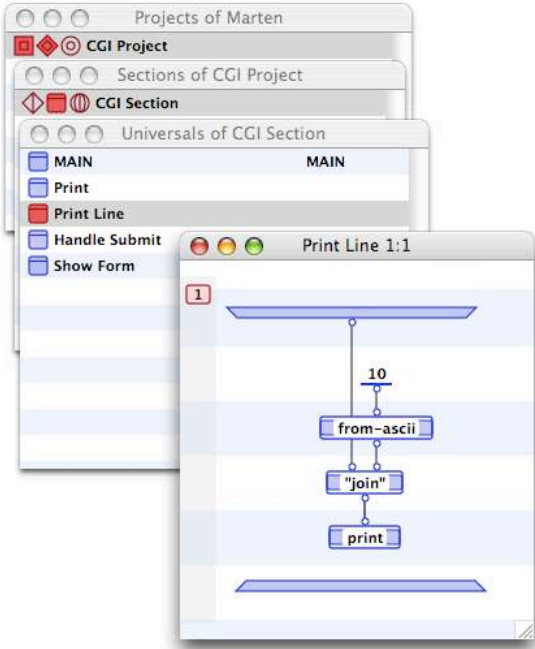 Projects of Marten
CGI Project
Sections of CGI Project
CGI Section
Universals of CGI Section
MAIN MAIN
Print
Print Line
Handle Submit
Show Form
Print Line 1:1
1
10
from-ascii
"join"
print